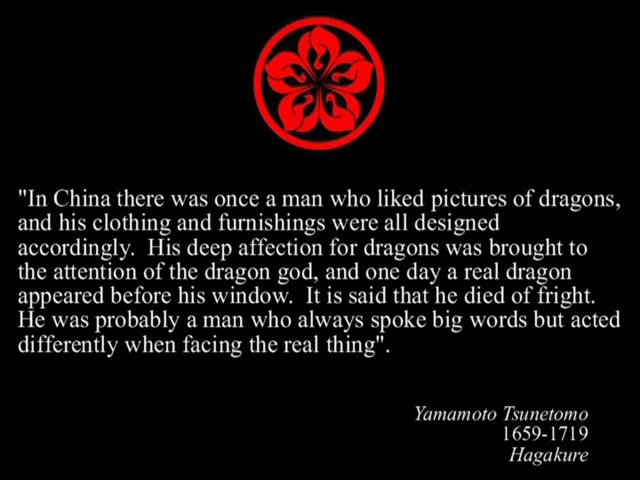 "In China there was once a man who liked pictures of dragons,
and his clothing and furnishings were all designed
accordingly.  His deep affection for dragons was brought to
the attention of the dragon god, and one day a real dragon
appeared before his window.  It is said that he died of fright.
He was probably a man who always spoke big words but acted
differently when facing the real thing".
Yamamoto Tsunetomo
1659-1719
Hagakure